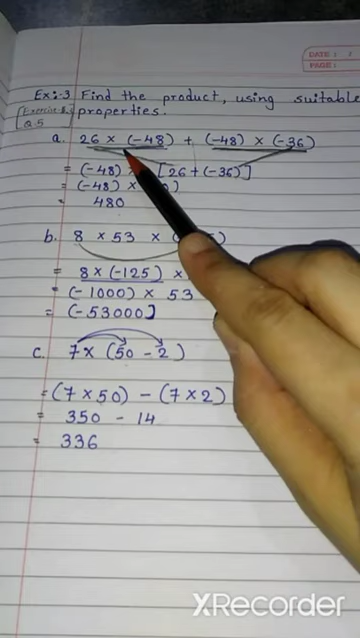 DATE:
PAGE:
Ex:-3 Find the product, using suitable
[Exercise
Q.5 properties.
a. 26 × (-48) + (-48) × (-36)
= (-48) × [26 + (-36)]
= (-48) ×
= 480
b. 8 × 53 ×
= 8 × (-125) ×
= (-1000) × 53
= (-53000]
c. 7 × (50 - 2)
= (7 × 50) - (7 × 2)
= 350 - 14
= 336
XRecorder